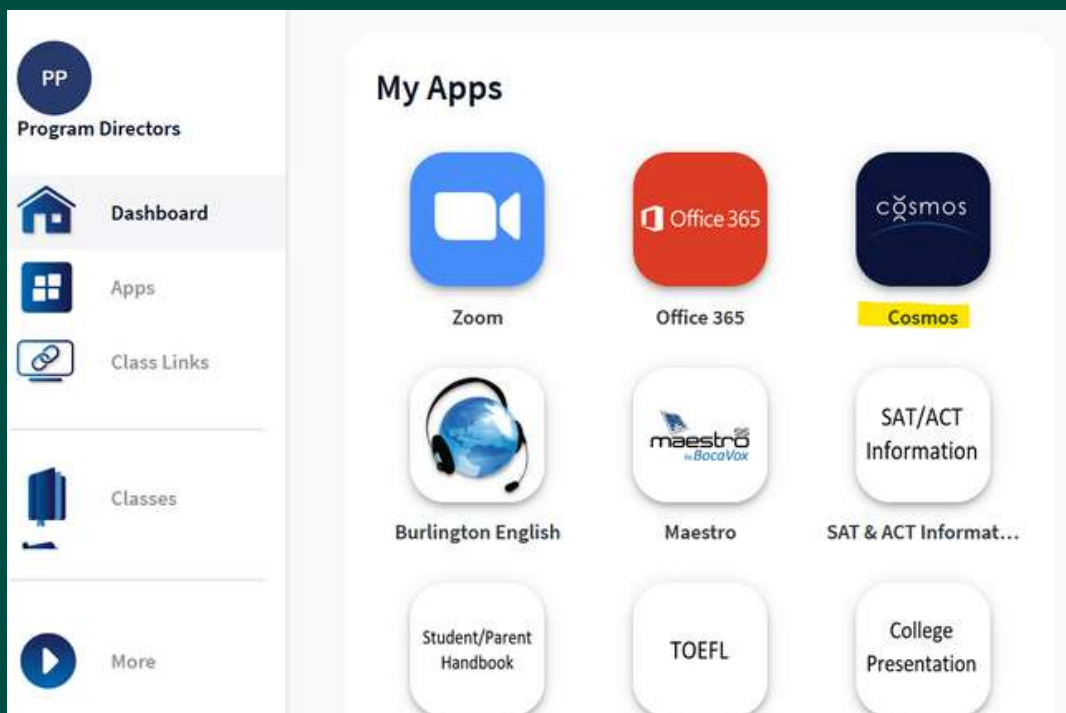 PP
Program Directors
Dashboard
Apps
Class Links
Classes
More
My Apps
Office 365
cosmos
Zoom
Office 365
Cosmos
maestro
by BocaVox
SAT/ACT
Information
Burlington English
Maestro
SAT & ACT Informat...
Student/Parent
Handbook
TOEFL
College
Presentation